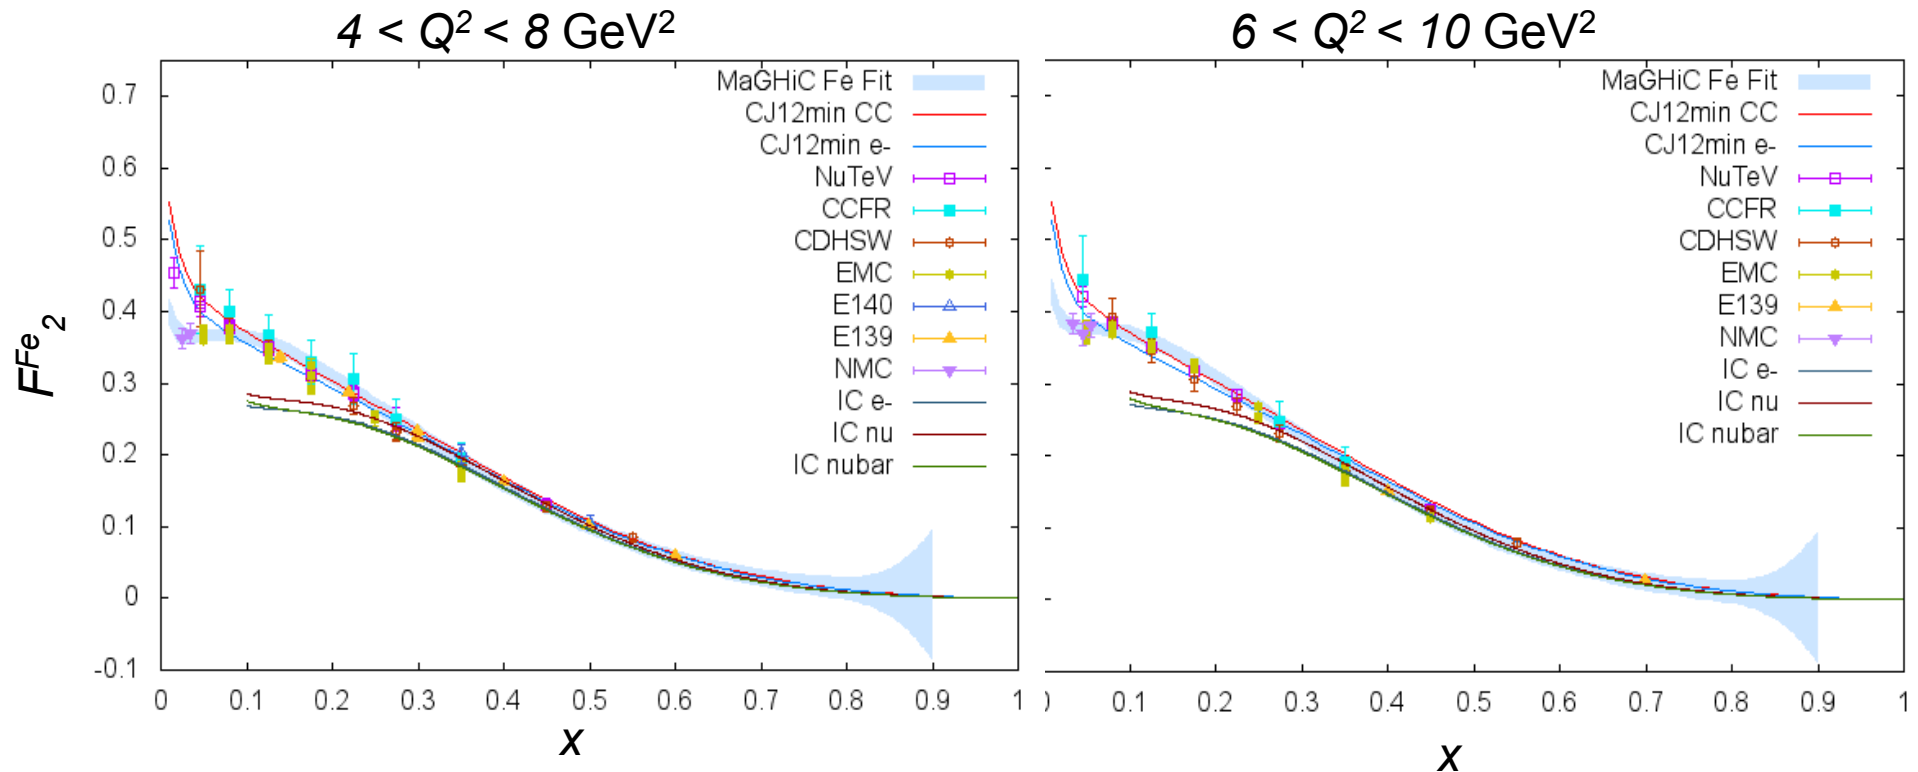 4 < Q² < 8 GeV²
6 < Q² < 10 GeV²
MaGHiC Fe Fit
CJ12min CC
CJ12min e-
NuTeV
CCFR
CDHSW
EMC
E140
E139
NMC
IC e-
IC nu
IC nubar
MaGHiC Fe Fit
CJ12min CC
CJ12min e-
NuTeV
CCFR
CDHSW
EMC
E139
NMC
IC e-
IC nu
IC nubar
F^Fe_2
0.7
0.6
0.5
0.4
0.3
0.2
0.1
0
-0.1
0 0.1 0.2 0.3 0.4 0.5 0.6 0.7 0.8 0.9 1
0.1 0.2 0.3 0.4 0.5 0.6 0.7 0.8 0.9 1
x
x